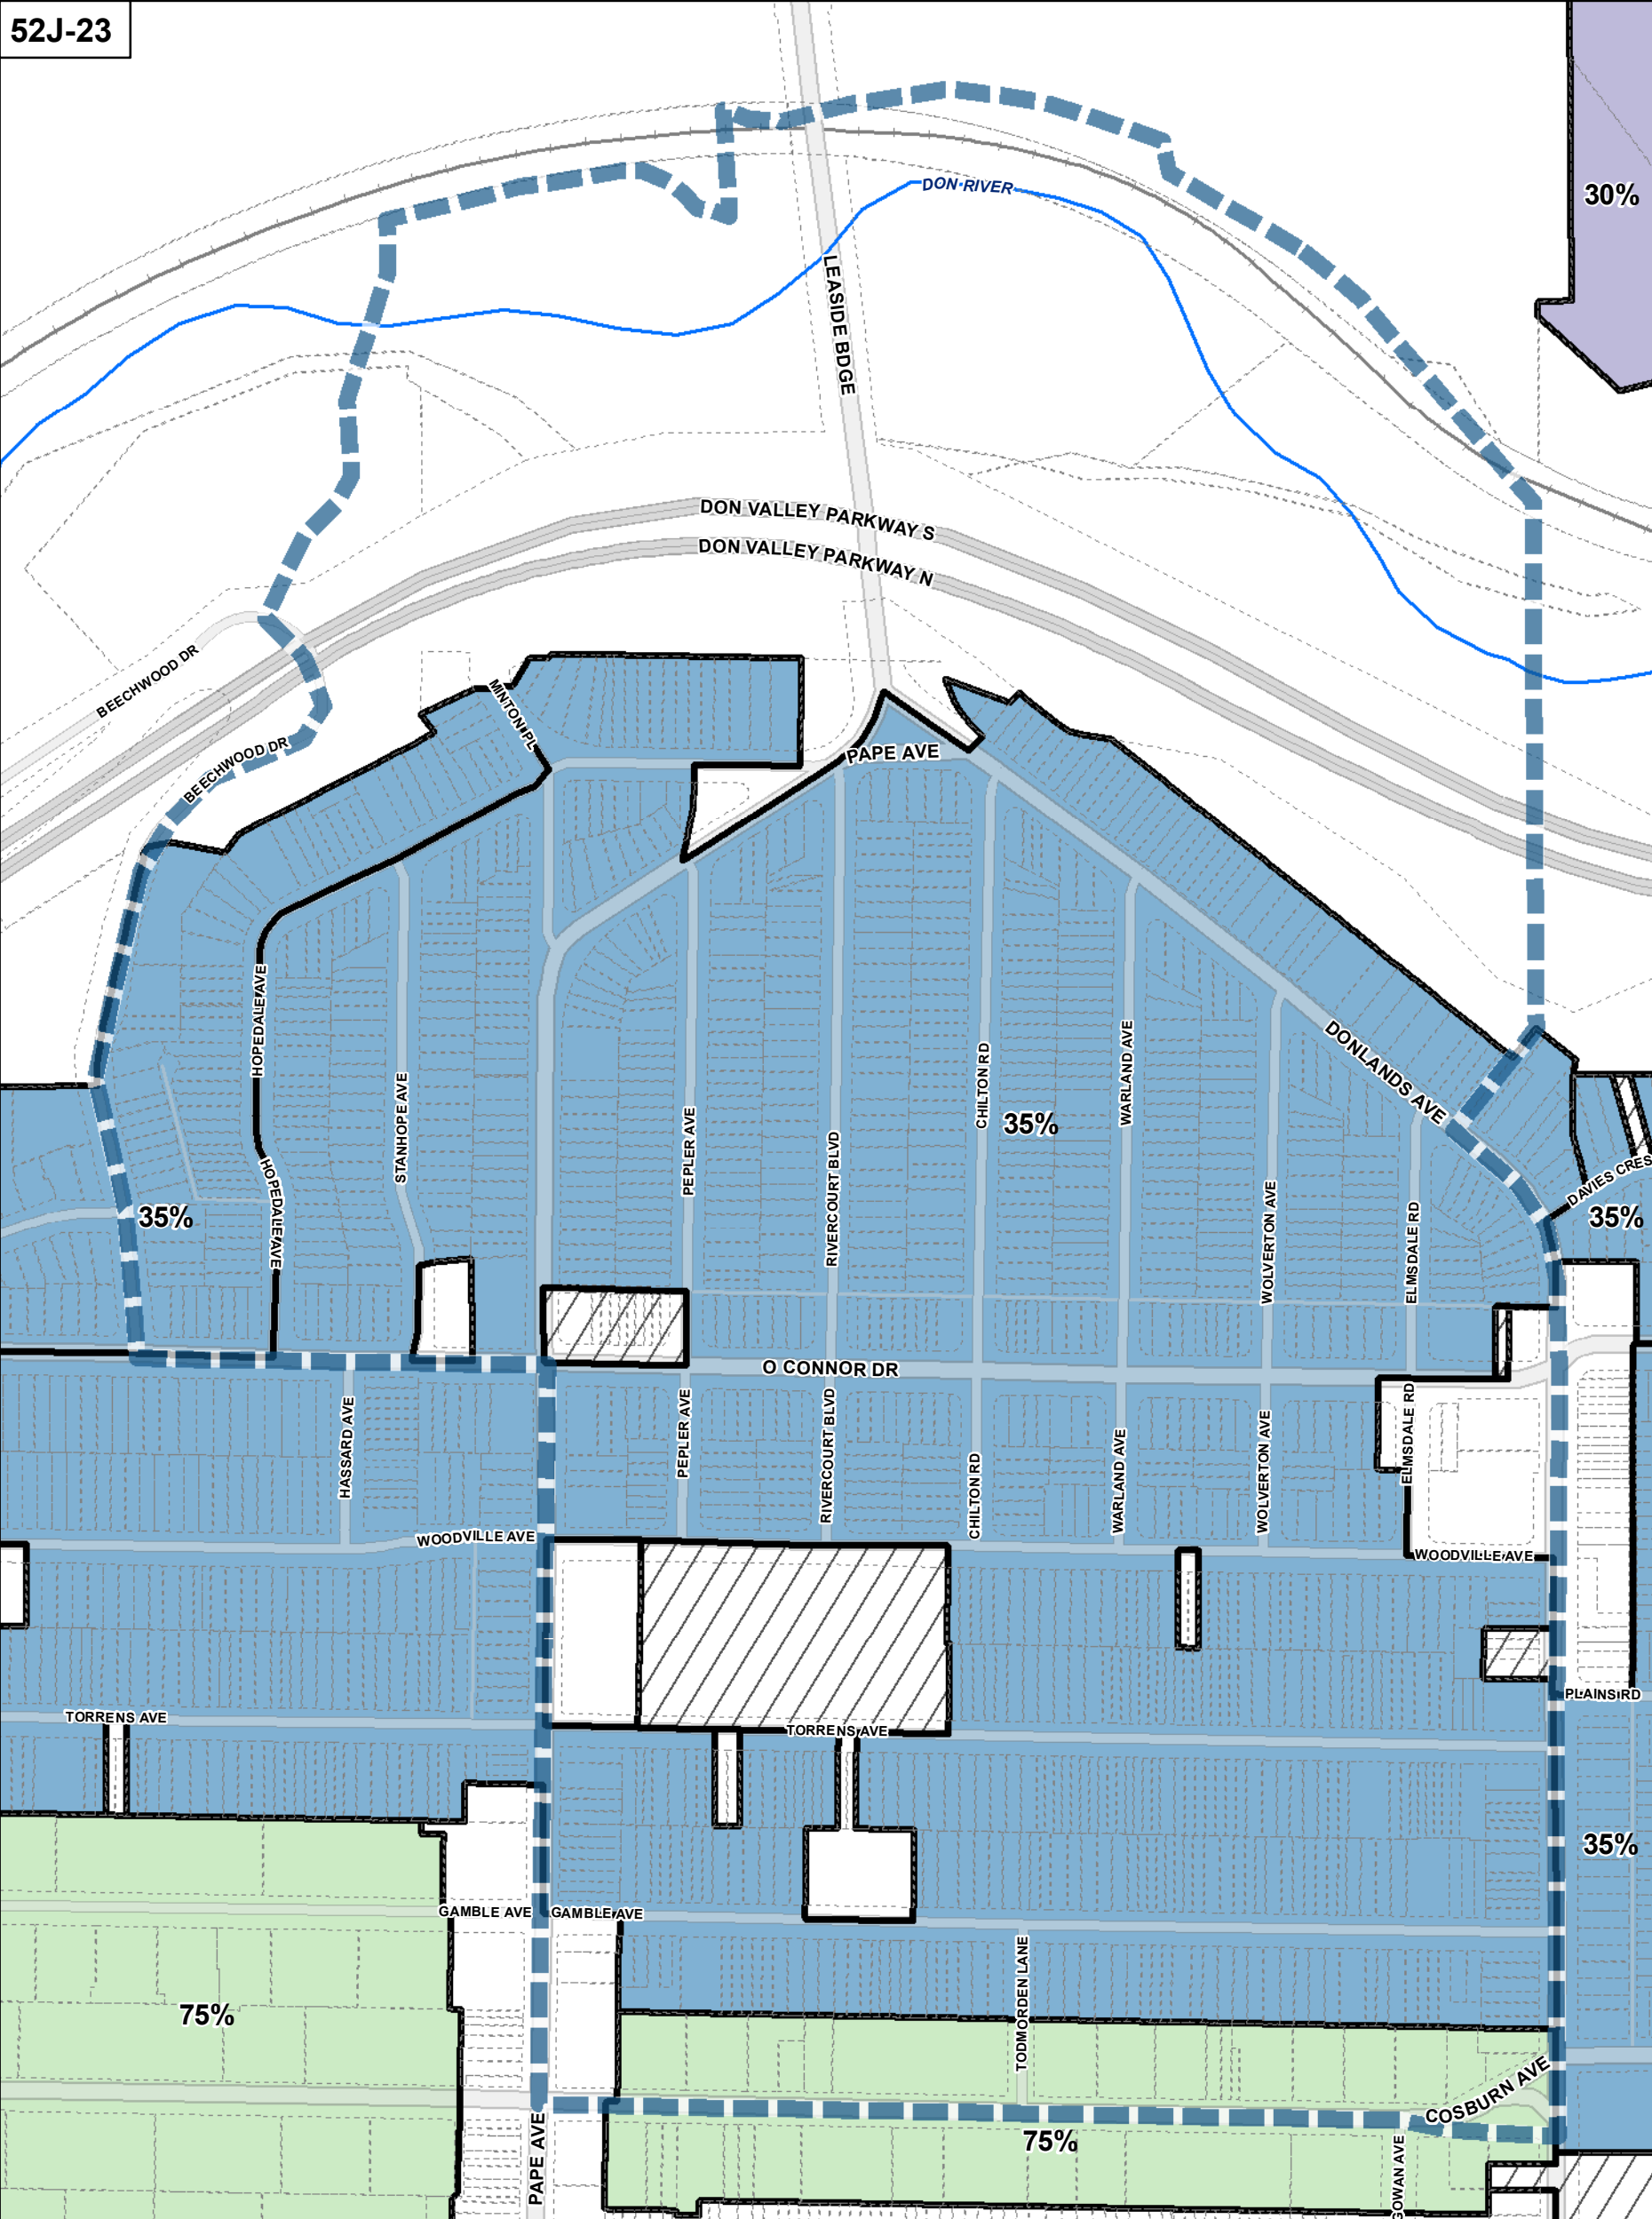 52J-23
30%
DON RIVER
LEASIDE BDGE
DON VALLEY PARKWAY S
DON VALLEY PARKWAY N
BEECHWOOD DR
MINTON PL
BEECHWOOD DR
PAPE AVE
HOPEDALE AVE
STANHOPE AVE
PEPLER AVE
RIVERCOURT BLVD
CHILTON RD
35%
WARLAND AVE
DONLANDS AVE
WOLVERTON AVE
ELMSDALE RD
DAVIES CRES
35%
HOPEDALE AVE
35%
O CONNOR DR
HASSARD AVE
PEPLER AVE
RIVERCOURT BLVD
CHILTON RD
WARLAND AVE
WOLVERTON AVE
ELMSDALE RD
WOODVILLE AVE
WOODVILLE AVE
PLAINS RD
TORRENS AVE
TORRENS AVE
35%
GAMBLE AVE
GAMBLE AVE
TODMORDEN LANE
75%
COSBURN AVE
75%
PAPE AVE
GOWAN AVE